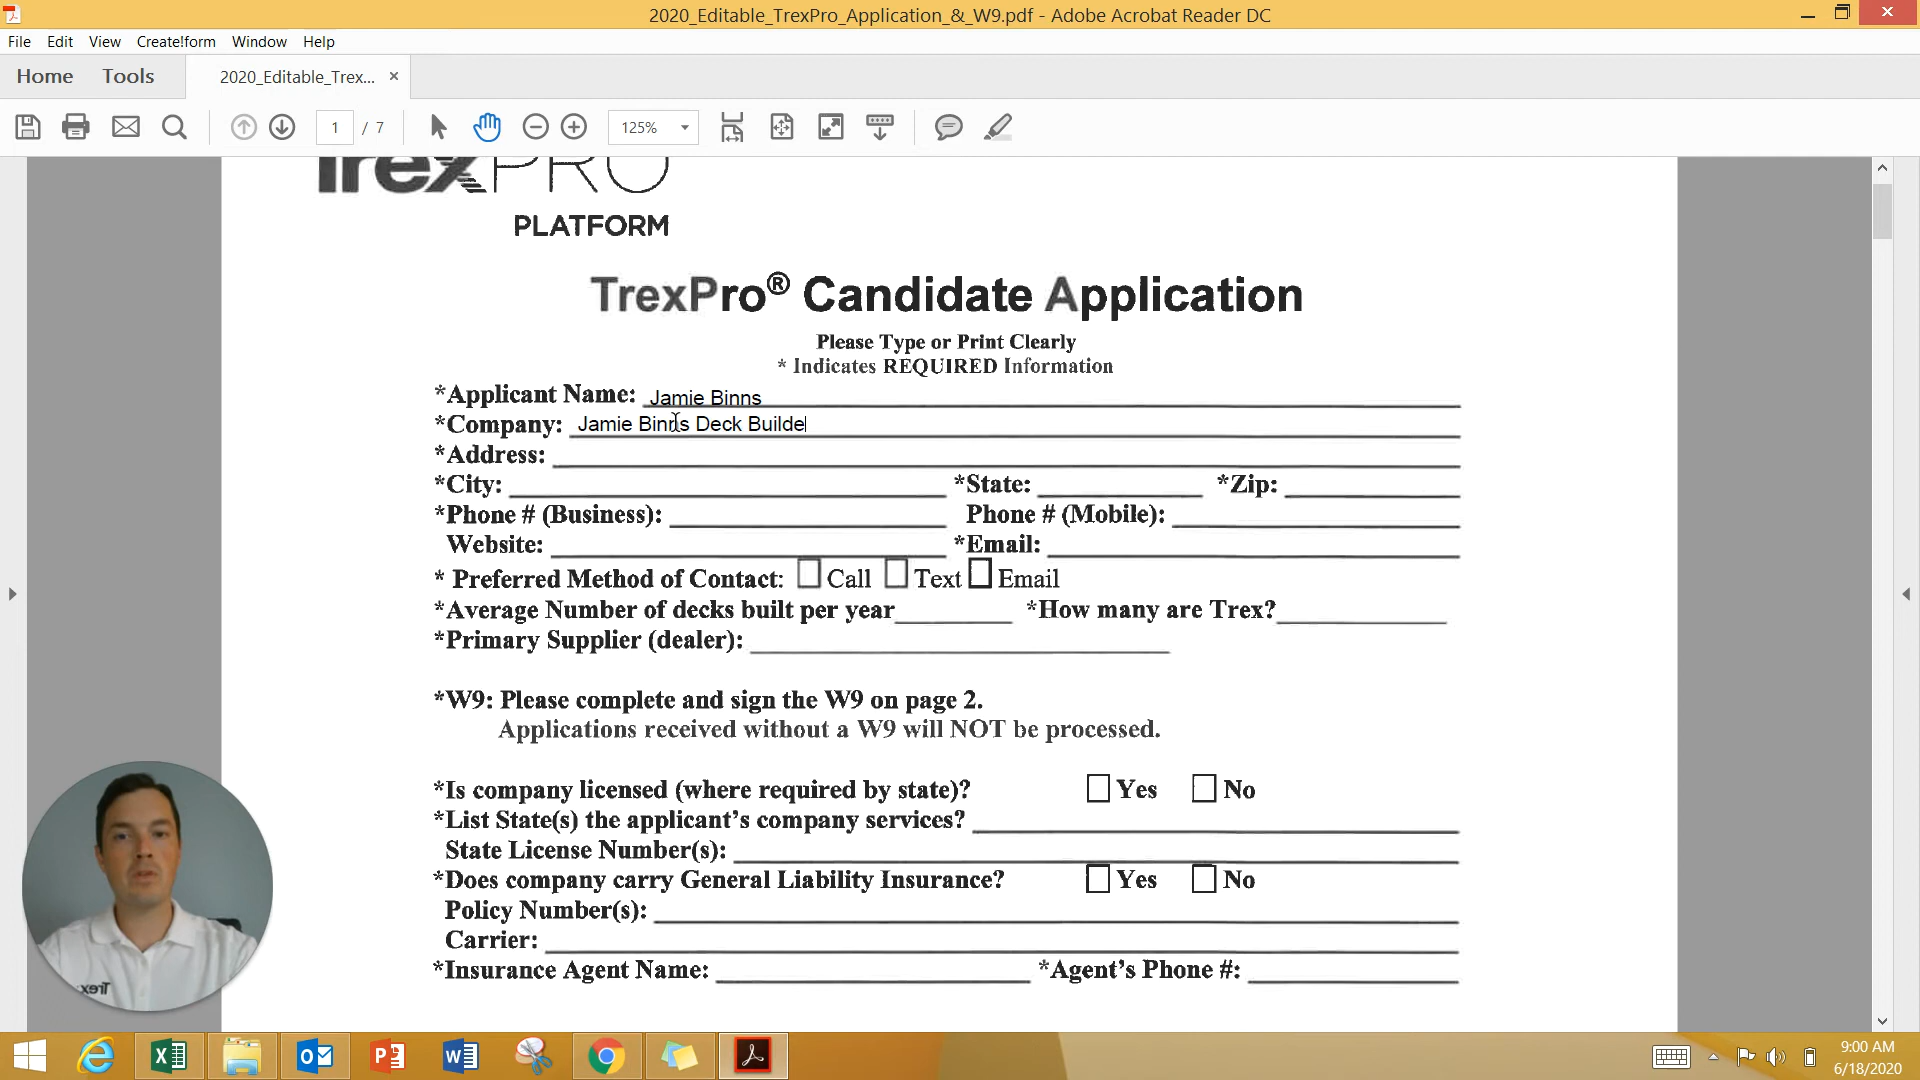 2020_Editable_TrexPro_Application_&_W9.pdf - Adobe Acrobat Reader DC
File Edit View Create!form Window Help
Home Tools 2020_Editable_Trex... ×
1 / 7 125%
TrexPRO
PLATFORM
TrexPro® Candidate Application
Please Type or Print Clearly
* Indicates REQUIRED Information
*Applicant Name: Jamie Binns
*Company: Jamie Binns Deck Builde
*Address:
*City: *State: *Zip:
*Phone # (Business): Phone # (Mobile):
Website: *Email:
* Preferred Method of Contact: Call Text Email
*Average Number of decks built per year *How many are Trex?
*Primary Supplier (dealer):
*W9: Please complete and sign the W9 on page 2.
Applications received without a W9 will NOT be processed.
*Is company licensed (where required by state)? Yes No
*List State(s) the applicant's company services?
State License Number(s):
*Does company carry General Liability Insurance? Yes No
Policy Number(s):
Carrier:
*Insurance Agent Name: *Agent's Phone #:
Trex
9:00 AM
6/18/2020